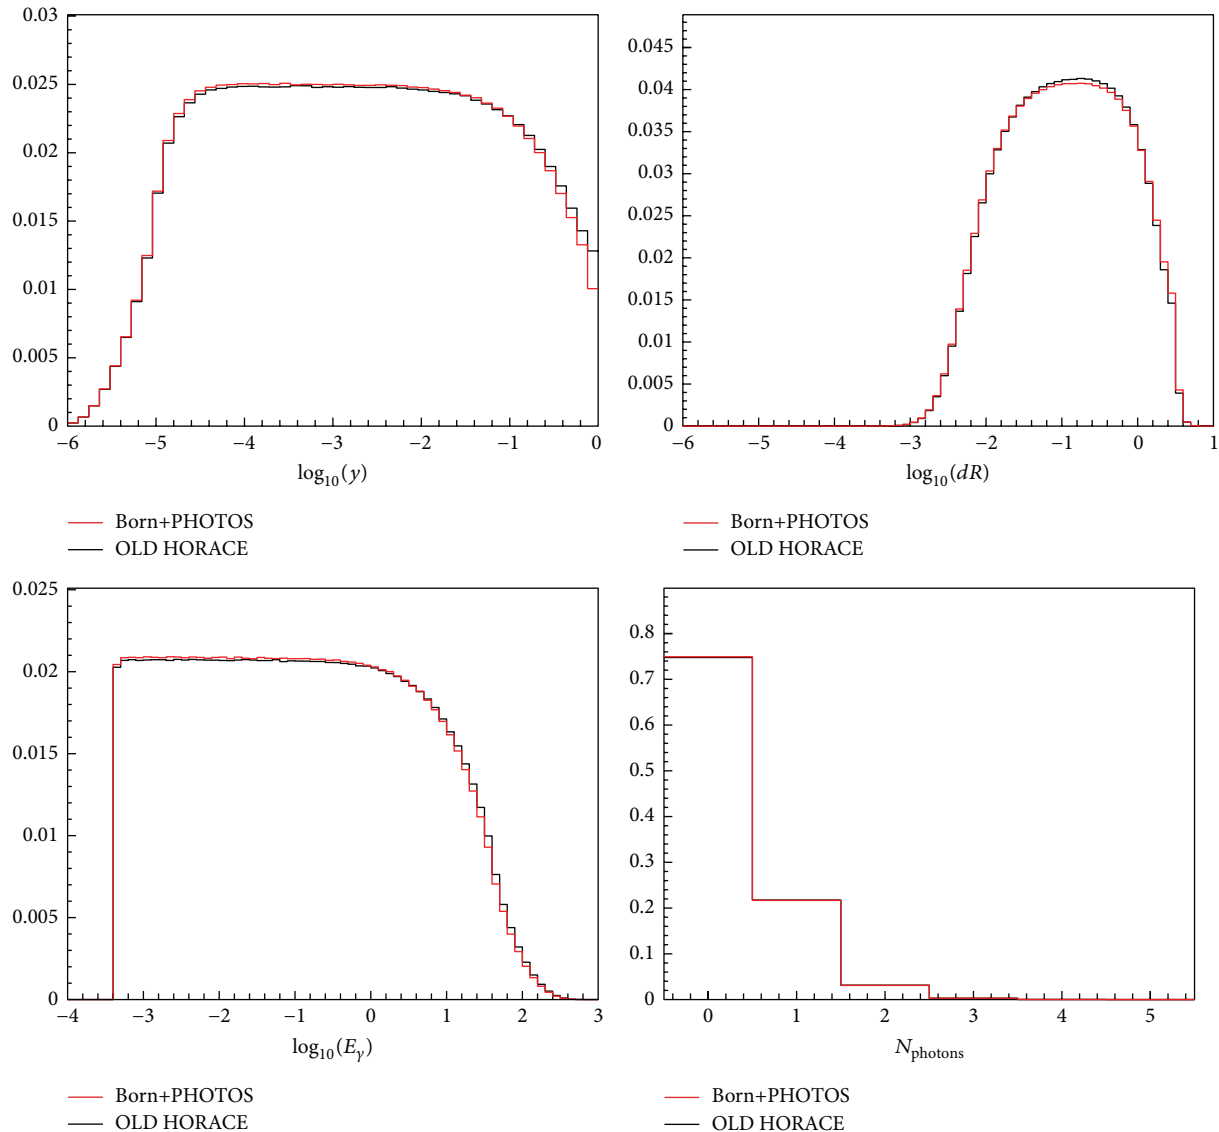 0.03
0.025
0.02
0.015
0.01
0.005
0
−6 −5 −4 −3 −2 −1 0
log₁₀(y)
Born+PHOTOS
OLD HORACE
0.045
0.04
0.035
0.03
0.025
0.02
0.015
0.01
0.005
0
−6 −5 −4 −3 −2 −1 0 1
log₁₀(dR)
Born+PHOTOS
OLD HORACE
0.025
0.02
0.015
0.01
0.005
0
−4 −3 −2 −1 0 1 2 3
log₁₀(Eᵧ)
Born+PHOTOS
OLD HORACE
0.8
0.7
0.6
0.5
0.4
0.3
0.2
0.1
0
0 1 2 3 4 5
Nphotons
Born+PHOTOS
OLD HORACE